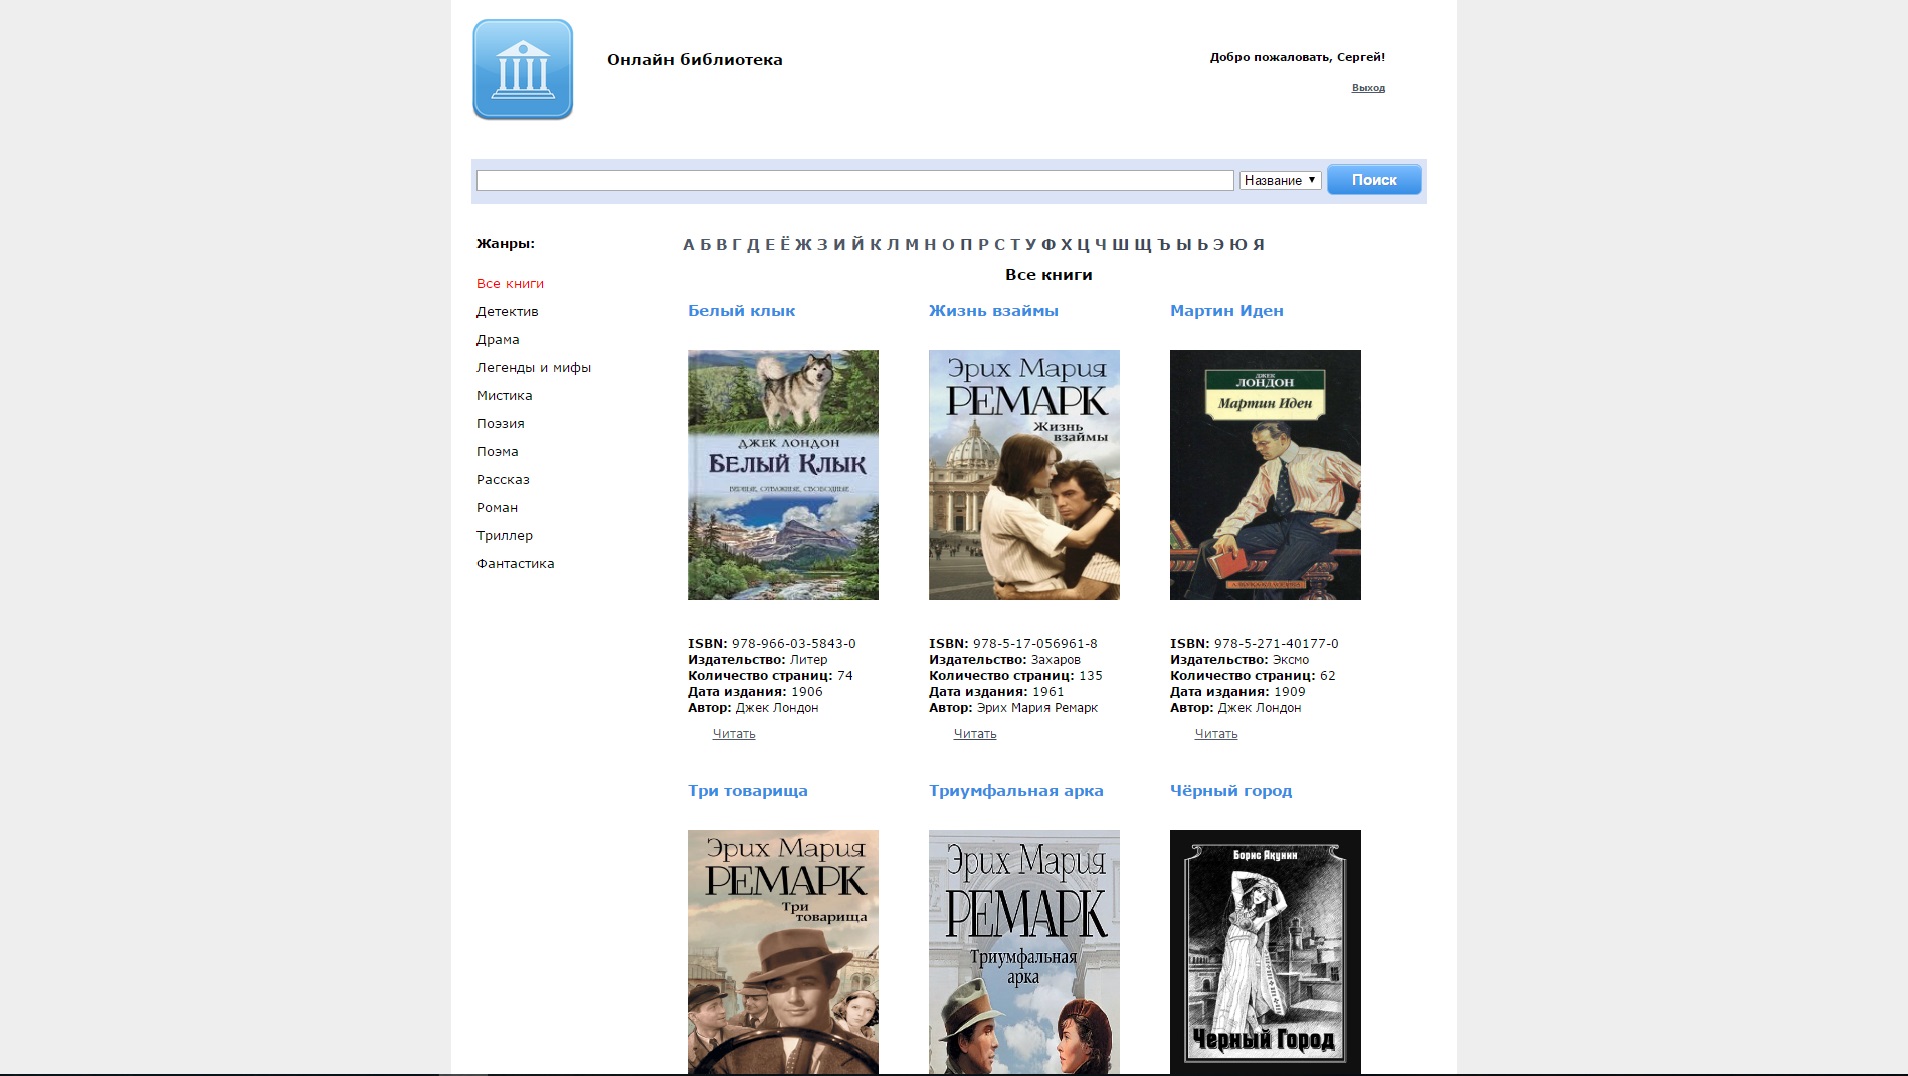 Онлайн библиотека
Добро пожаловать, Сергей!
Выход
Название
Поиск
Жанры:
Все книги
Детектив
Драма
Легенды и мифы
Мистика
Поэзия
Поэма
Рассказ
Роман
Триллер
Фантастика
А Б В Г Д Е Ё Ж З И Й К Л М Н О П Р С Т У Ф Х Ц Ч Ш Щ Ъ Ы Ь Э Ю Я
Все книги
Белый клык
ДЖЕК ЛОНДОН
БЕЛЫЙ КЛЫК
ВЕРНЫЕ, ОТВАЖНЫЕ, СВОБОДНЫЕ
ISBN: 978-966-03-5843-0
Издательство: Литер
Количество страниц: 74
Дата издания: 1906
Автор: Джек Лондон
Читать
Жизнь взаймы
Эрих Мария
РЕМАРК
Жизнь
взаймы
ISBN: 978-5-17-056961-8
Издательство: Захаров
Количество страниц: 135
Дата издания: 1961
Автор: Эрих Мария Ремарк
Читать
Мартин Иден
ДЖЕК
ЛОНДОН
Мартин Иден
ISBN: 978-5-271-40177-0
Издательство: Эксмо
Количество страниц: 62
Дата издания: 1909
Автор: Джек Лондон
Читать
Три товарища
Эрих Мария
РЕМАРК
Три
товарища
Триумфальная арка
Эрих Мария
РЕМАРК
Триумфальная
арка
Чёрный город
Борис Акунин
Черный Город